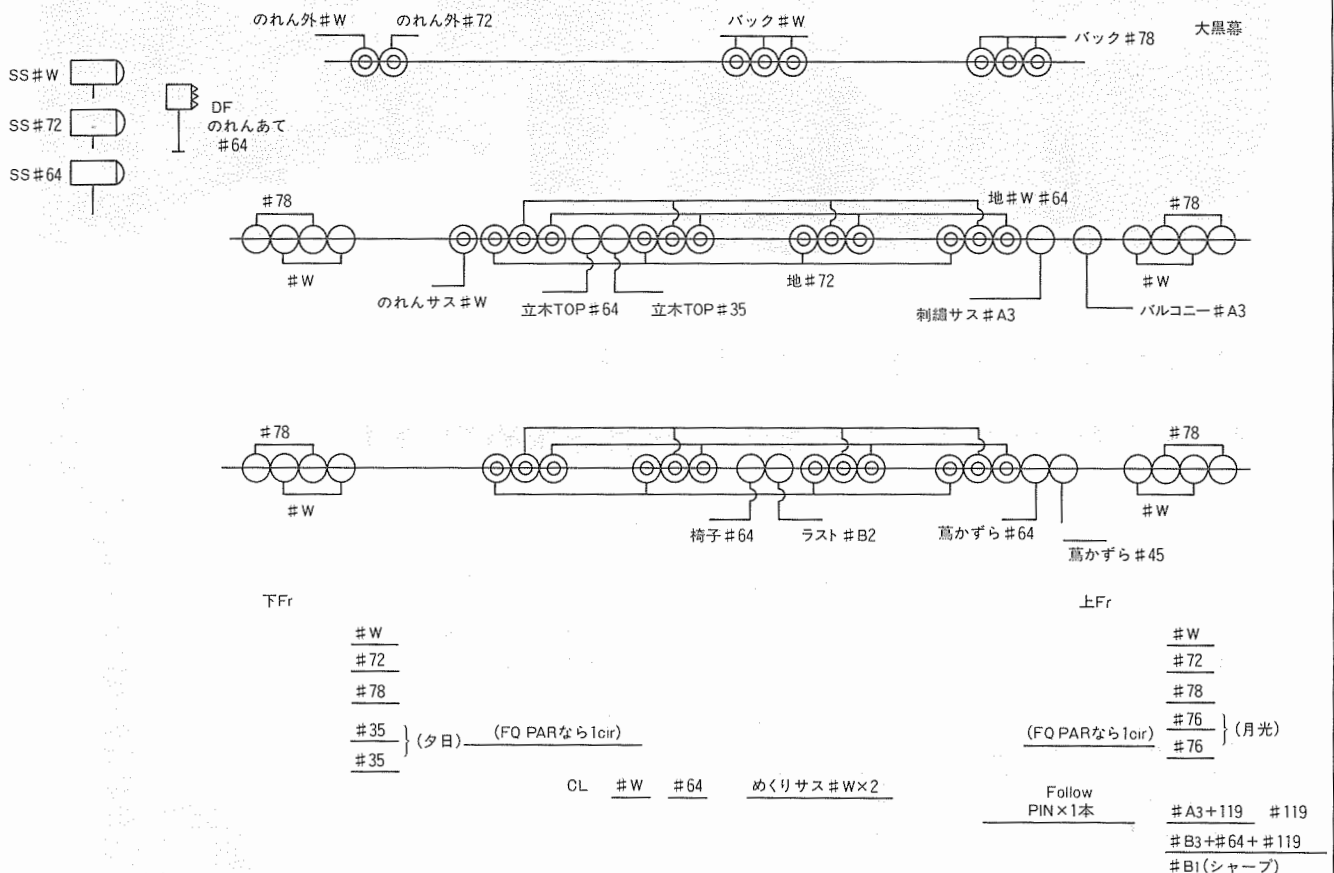 のれん外♯W
のれん外♯72
バック♯W
バック♯78
大黒幕
SS♯W
SS♯72
SS♯64
DF
のれんあて
♯64
♯78
地♯W ♯64
♯78
♯W
のれんサス♯W
立木TOP♯64
立木TOP♯35
地♯72
刺繡サス♯A3
♯W
バルコニー♯A3
♯78
♯78
♯W
椅子♯64
ラスト♯B2
蔦かずら♯64
蔦かずら♯45
♯W
下Fr
上Fr
♯W
♯72
♯78
♯35
♯35
(夕日)
(FQ PARなら1cir)
♯W
♯72
♯78
(FQ PARなら1cir)
♯76
♯76
(月光)
CL ♯W ♯64 めくりサス♯W×2
Follow
PIN×1本
♯A3+119 ♯119
♯B3+♯64+♯119
♯B1(シャープ)